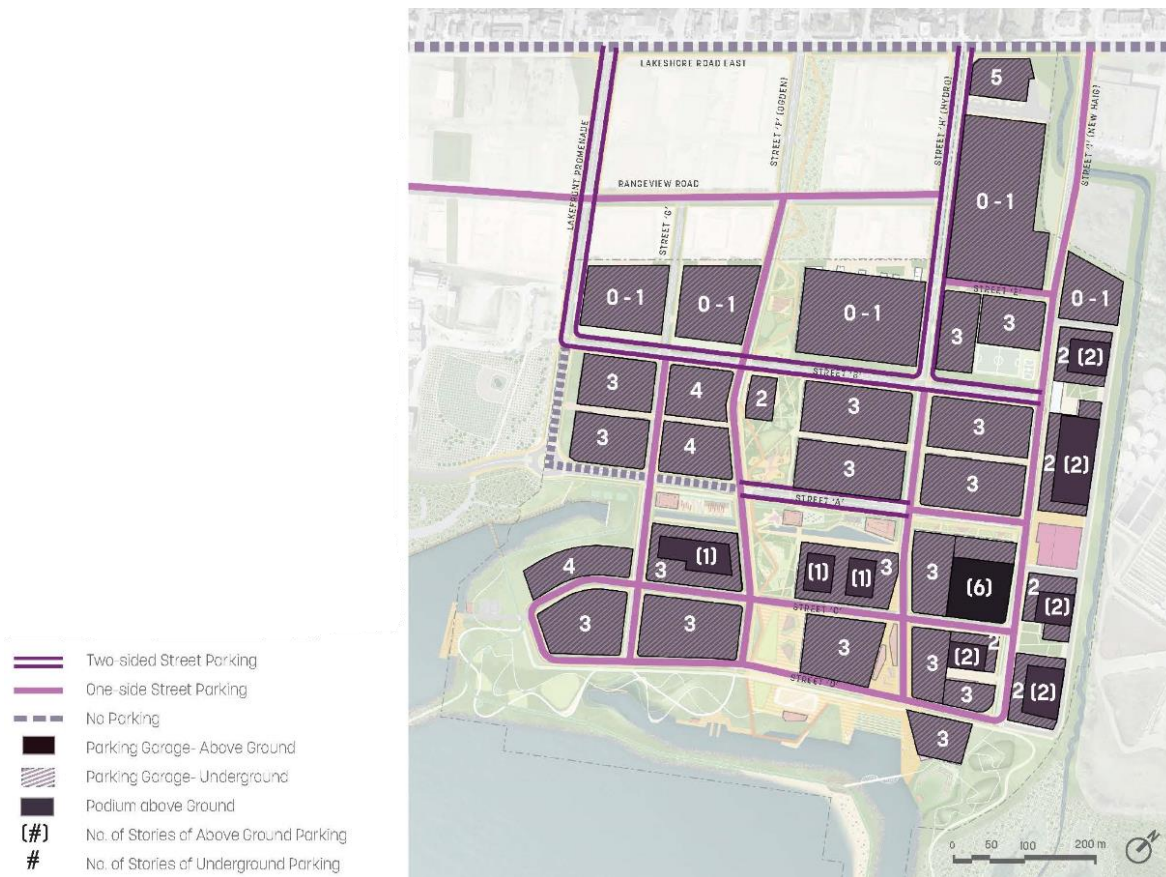 LAKESHORE ROAD EAST
5
LAKEFRONT PROMENADE
STREET 'F' (OGDEN)
STREET 'H' (HYDRO)
STREET 'I' (NEW HAIG)
RANGEVIEW ROAD
STREET 'G'
0 - 1
STREET 'E'
0 - 1
0 - 1
0 - 1
0 - 1
3
3
2
(2)
STREET 'B'
3
4
2
3
3
3
4
3
3
2
(2)
STREET 'A'
4
3
(1)
(1)
(1)
3
3
(6)
2
(2)
STREET 'C'
3
3
3
3
(2)
2
3
2
(2)
STREET 'D'
3
Two-sided Street Parking
One-side Street Parking
No Parking
Parking Garage- Above Ground
Parking Garage- Underground
Podium above Ground
(#) No. of Stories of Above Ground Parking
# No. of Stories of Underground Parking
0 50 100 200 m
N